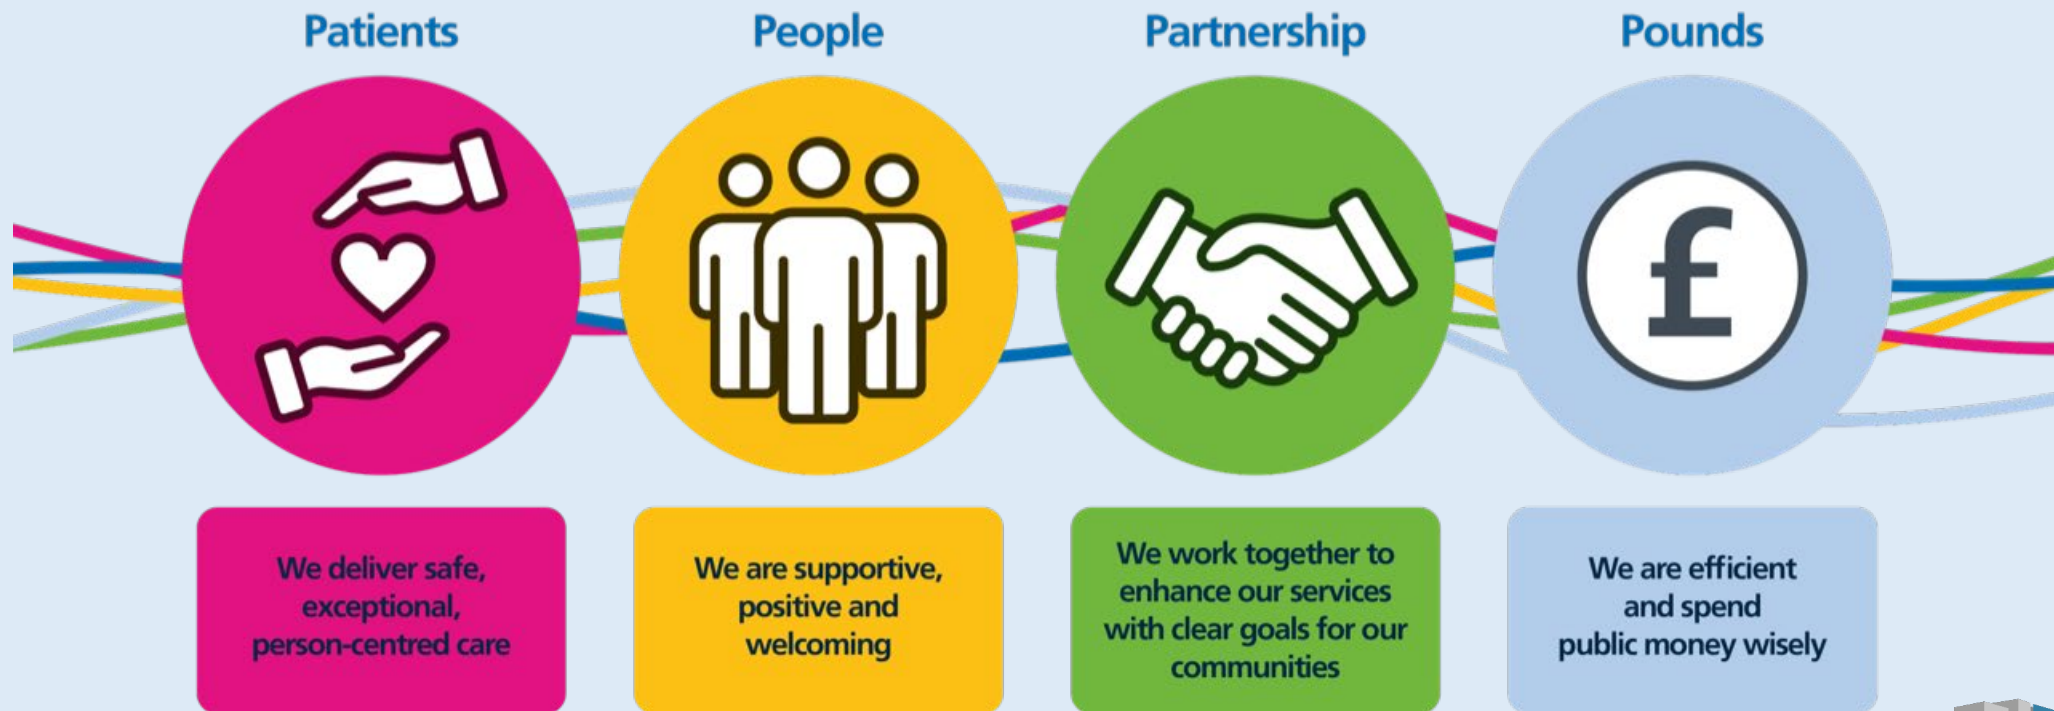 Patients
We deliver safe,
exceptional,
person-centred care
People
We are supportive,
positive and
welcoming
Partnership
We work together to
enhance our services
with clear goals for our
communities
Pounds
£
We are efficient
and spend
public money wisely